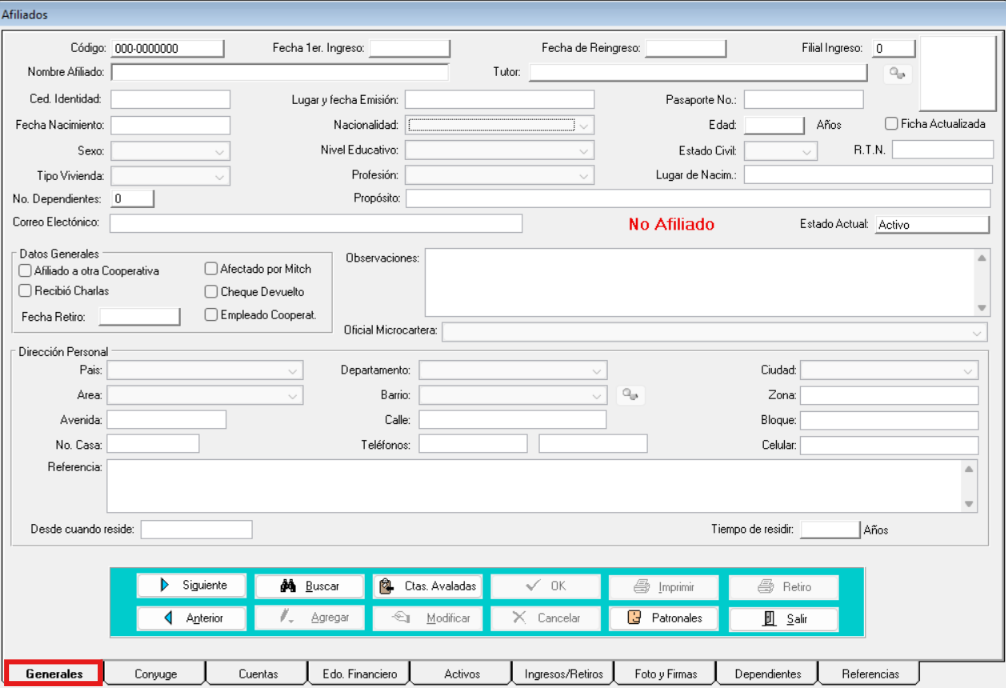 Afiliados
Código: 000-0000000 Fecha 1er. Ingreso: Fecha de Reingreso: Filial Ingreso: 0
Nombre Afiliado: Tutor:
Ced. Identidad: Lugar y fecha Emisión: Pasaporte No.:
Fecha Nacimiento: Nacionalidad: Edad: Años Ficha Actualizada
Sexo: Nivel Educativo: Estado Civil: R.T.N.
Tipo Vivienda: Profesión: Lugar de Nacim.:
No. Dependientes: 0 Propósito:
Correo Electónico: No Afiliado Estado Actual: Activo
Datos Generales Observaciones:
Afiliado a otra Cooperativa Afectado por Mitch
Recibió Charlas Cheque Devuelto
Fecha Retiro: Empleado Cooperat.
Oficial Microcartera:
Dirección Personal
Pais: Departamento: Ciudad:
Area: Barrio: Zona:
Avenida: Calle: Bloque:
No. Casa: Teléfonos: Celular:
Referencia:
Desde cuando reside: Tiempo de residir: Años
Siguiente Buscar Ctas. Avaladas OK Imprimir Retiro
Anterior Agregar Modificar Cancelar Patronales Salir
Generales Conyuge Cuentas Edo. Financiero Activos Ingresos/Retiros Foto y Firmas Dependientes Referencias